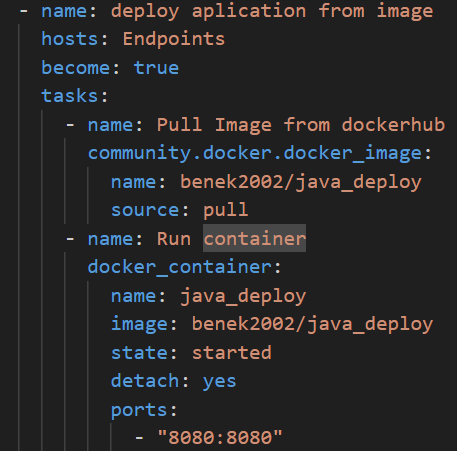 - name: deploy aplication from image
hosts: Endpoints
become: true
tasks:
- name: Pull Image from dockerhub
community.docker.docker_image:
name: benek2002/java_deploy
source: pull
- name: Run container
docker_container:
name: java_deploy
image: benek2002/java_deploy
state: started
detach: yes
ports:
- "8080:8080"